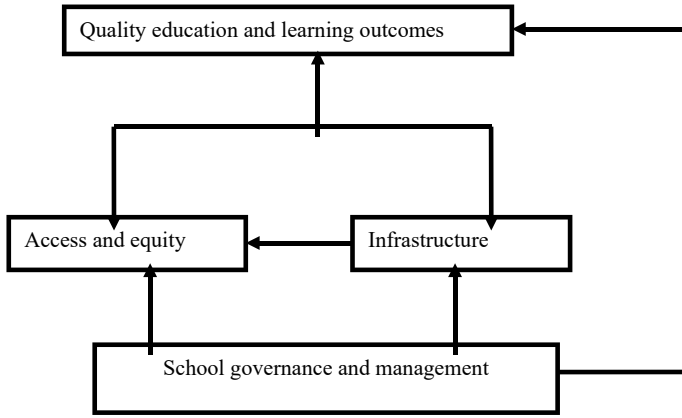 Quality education and learning outcomes
Access and equity
Infrastructure
School governance and management